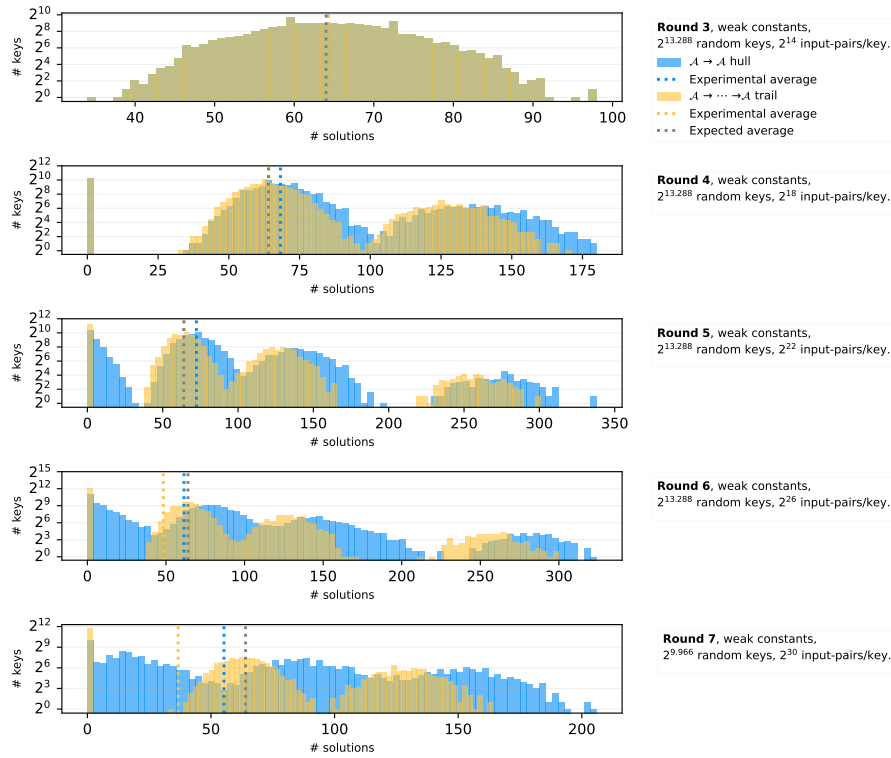 2^10
2^8
2^6
2^4
2^2
2^0
# keys
40 50 60 70 80 90 100
# solutions
Round 3, weak constants,
2^13.288 random keys, 2^14 input-pairs/key.
𝒜 → 𝒜 hull
Experimental average
𝒜 → ⋯ →𝒜 trail
Experimental average
Expected average
2^12
2^10
2^8
2^6
2^4
2^2
2^0
# keys
0 25 50 75 100 125 150 175
# solutions
Round 4, weak constants,
2^13.288 random keys, 2^18 input-pairs/key.
2^12
2^10
2^8
2^6
2^4
2^2
2^0
# keys
0 50 100 150 200 250 300 350
# solutions
Round 5, weak constants,
2^13.288 random keys, 2^22 input-pairs/key.
2^15
2^12
2^9
2^6
2^3
2^0
# keys
0 50 100 150 200 250 300
# solutions
Round 6, weak constants,
2^13.288 random keys, 2^26 input-pairs/key.
2^12
2^9
2^6
2^3
2^0
# keys
0 50 100 150 200
# solutions
Round 7, weak constants,
2^9.966 random keys, 2^30 input-pairs/key.